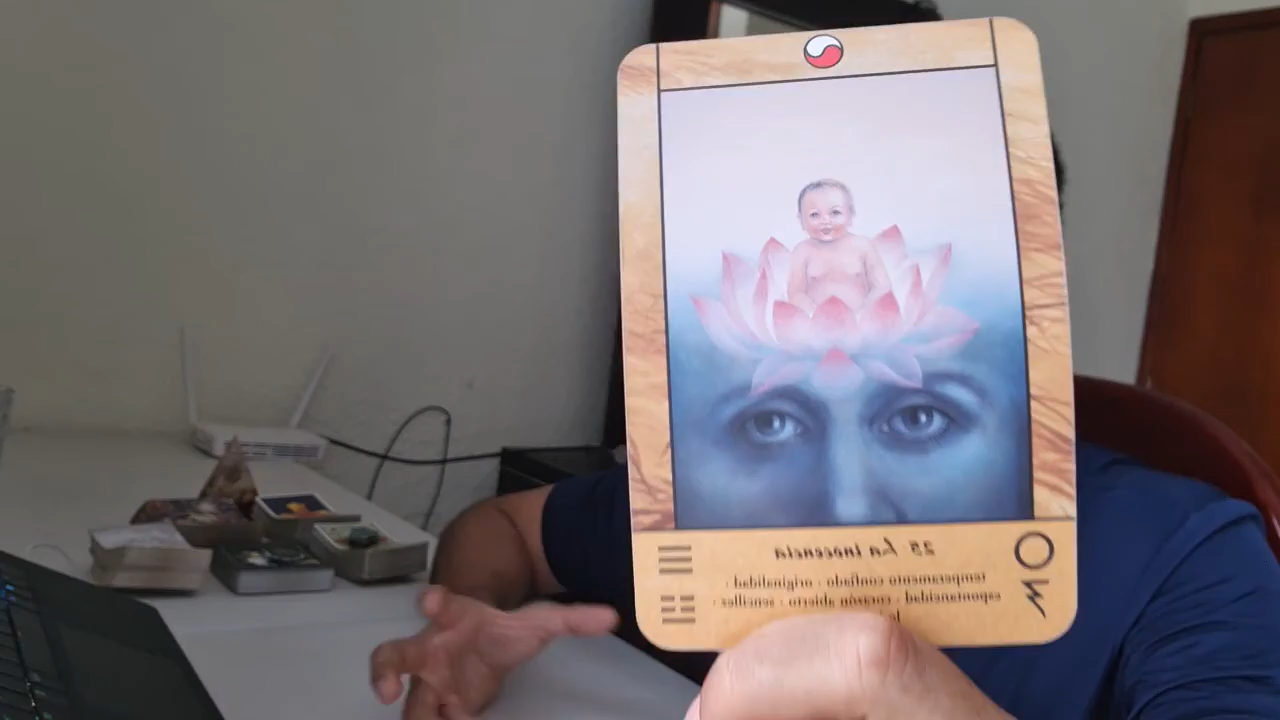 25 La inocencia
temperamento confiado · originalidad ·
espontaneidad · corazón abierto · sencillez ·